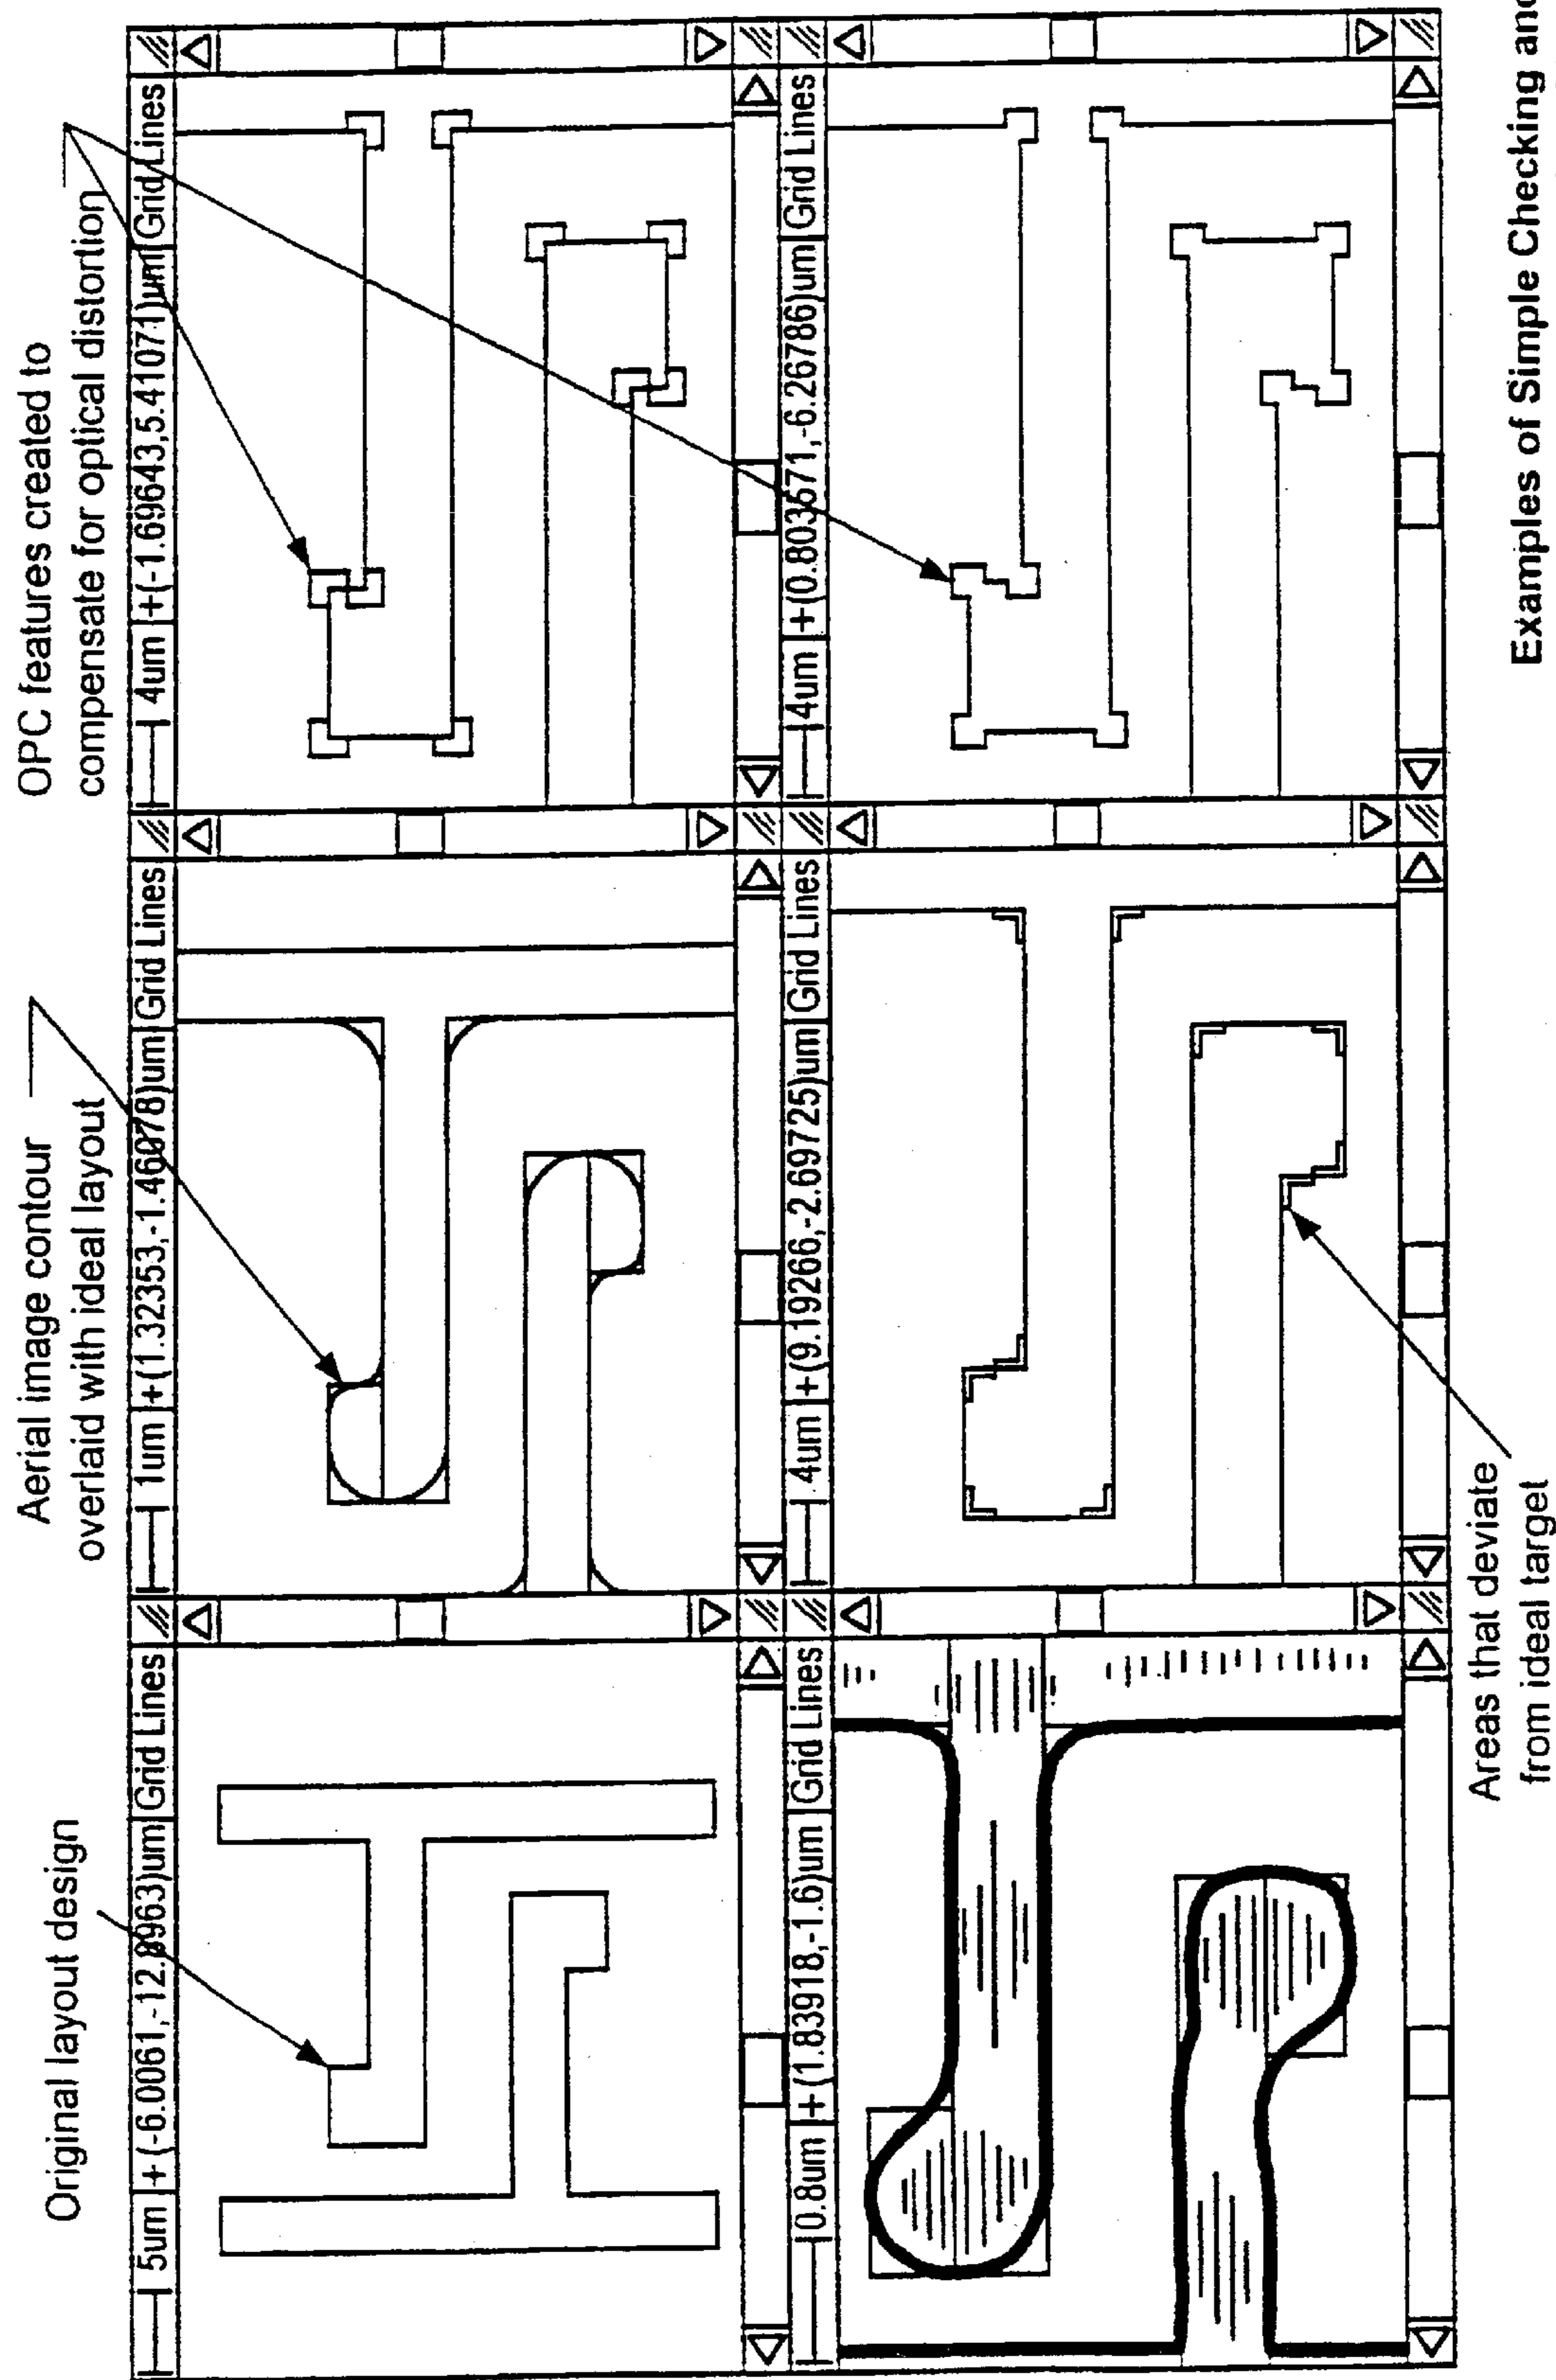 Original layout design
Aerial image contour
overlaid with ideal layout
OPC features created to
compensate for optical distortion
5um +(-6.0061,-12.8963)um Grid Lines
1um +(1.32353,-1.46078)um Grid Lines
4um +(-1.69643,5.41071)um Grid Lines
0.8um +(1.83918,-1.6)um Grid Lines
4um +(9.19266,-2.69725)um Grid Lines
4um +(0.803571,-6.26786)um Grid Lines
Areas that deviate
from ideal target
Examples of Simple Checking and